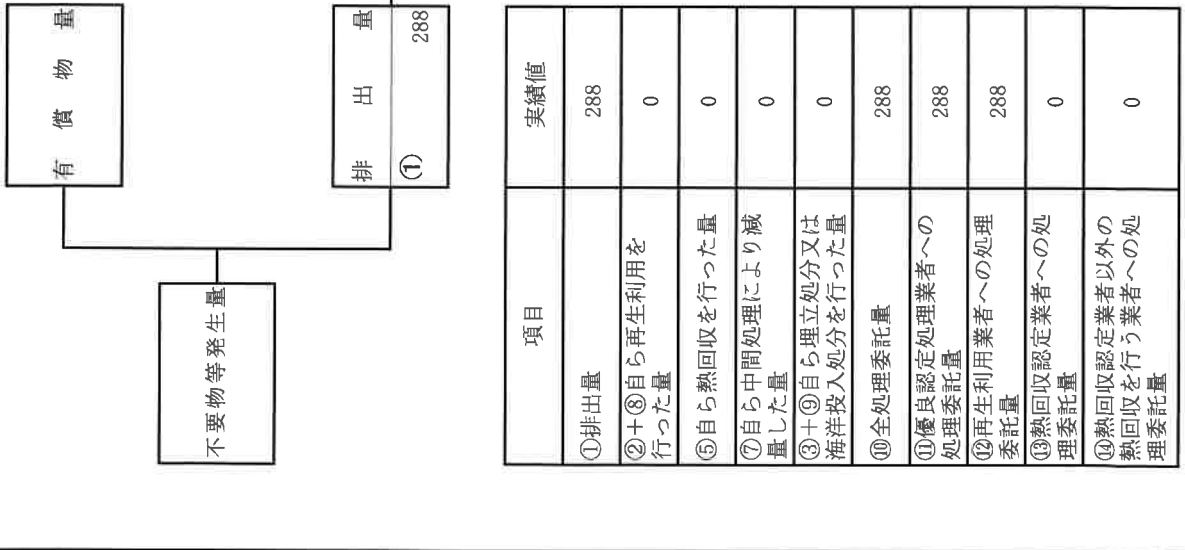 有償物量
不要物等発生量
排出量
① 288
項目 実績値
①排出量 288
②＋⑧自ら再生利用を
行った量 0
⑤自ら熱回収を行った量 0
⑦自ら中間処理により減
量した量 0
③＋⑨自ら埋立処分又は
海洋投入処分を行った量 0
⑩全処理委託量 288
⑪優良認定処理業者への
処理委託量 288
⑫再生利用業者への処理
委託量 288
⑬熱回収認定業者への処
理委託量 0
⑭熱回収認定業者以外の
熱回収を行う業者への処
理委託量 0